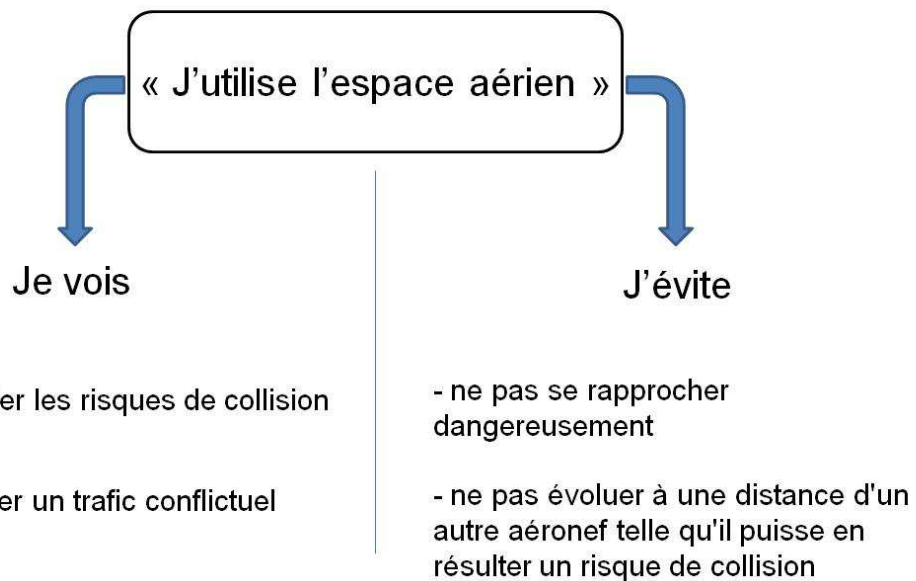 « J'utilise l'espace aérien »
Je vois
J'évite
er les risques de collision
er un trafic conflictuel
- ne pas se rapprocher
dangereusement
- ne pas évoluer à une distance d'un
autre aéronef telle qu'il puisse en
résulter un risque de collision